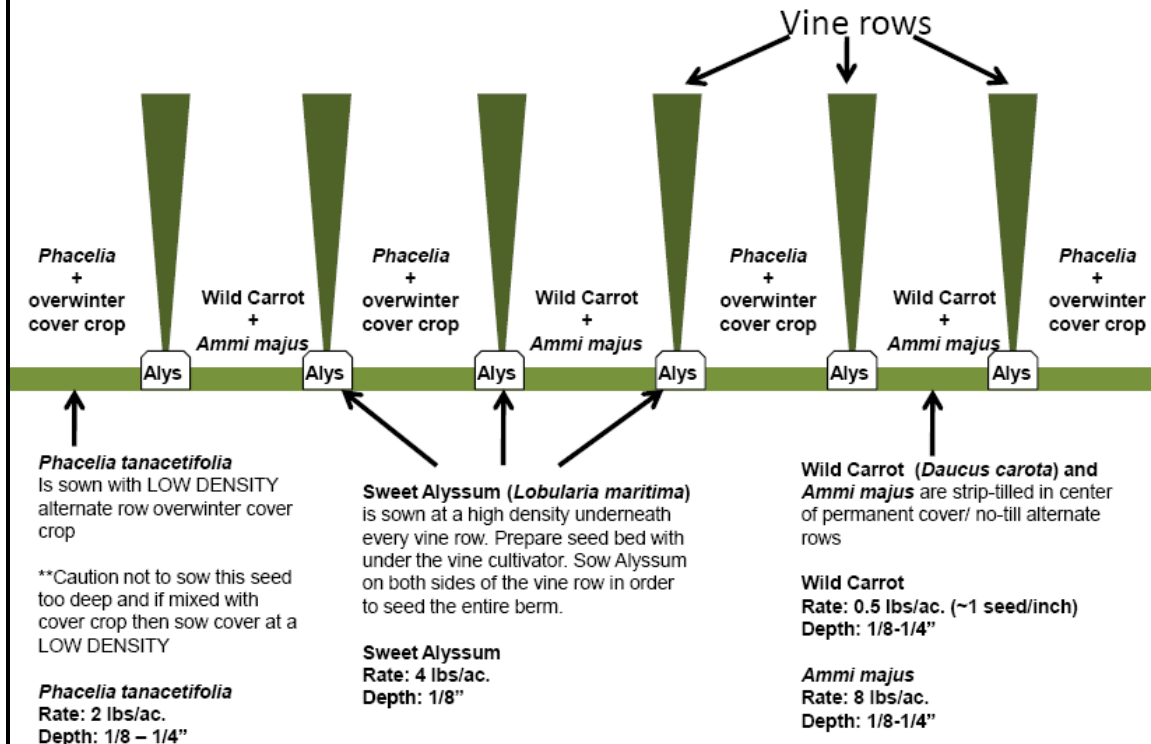 Vine rows
Phacelia
+
overwinter
cover crop
Wild Carrot
+
Ammi majus
Phacelia
+
overwinter
cover crop
Wild Carrot
+
Ammi majus
Phacelia
+
overwinter
cover crop
Wild Carrot
+
Ammi majus
Phacelia
+
overwinter
cover crop
Alys
Alys
Alys
Alys
Alys
Alys
Phacelia tanacetifolia
Is sown with LOW DENSITY
alternate row overwinter cover
crop
**Caution not to sow this seed
too deep and if mixed with
cover crop then sow cover at a
LOW DENSITY
Phacelia tanacetifolia
Rate: 2 lbs/ac.
Depth: 1/8 – 1/4”
Sweet Alyssum (Lobularia maritima)
is sown at a high density underneath
every vine row. Prepare seed bed with
under the vine cultivator. Sow Alyssum
on both sides of the vine row in order
to seed the entire berm.
Sweet Alyssum
Rate: 4 lbs/ac.
Depth: 1/8”
Wild Carrot (Daucus carota) and
Ammi majus are strip-tilled in center
of permanent cover/ no-till alternate
rows
Wild Carrot
Rate: 0.5 lbs/ac. (~1 seed/inch)
Depth: 1/8-1/4”
Ammi majus
Rate: 8 lbs/ac.
Depth: 1/8-1/4”